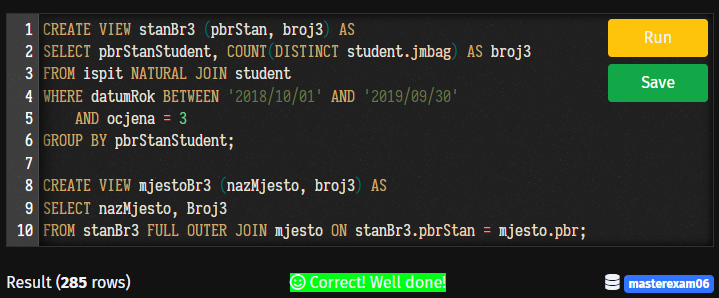 1 CREATE VIEW stanBr3 (pbrStan, broj3) AS
Run
2 SELECT pbrStanStudent, COUNT(DISTINCT student.jmbag) AS broj3
3 FROM ispit NATURAL JOIN student
Save
4 WHERE datumRok BETWEEN '2018/10/01' AND '2019/09/30'
5 AND ocjena = 3
6 GROUP BY pbrStanStudent;
7
8 CREATE VIEW mjestoBr3 (nazMjesto, broj3) AS
9 SELECT nazMjesto, Broj3
10 FROM stanBr3 FULL OUTER JOIN mjesto ON stanBr3.pbrStan = mjesto.pbr;
Result (285 rows) Correct! Well done! masterexam06